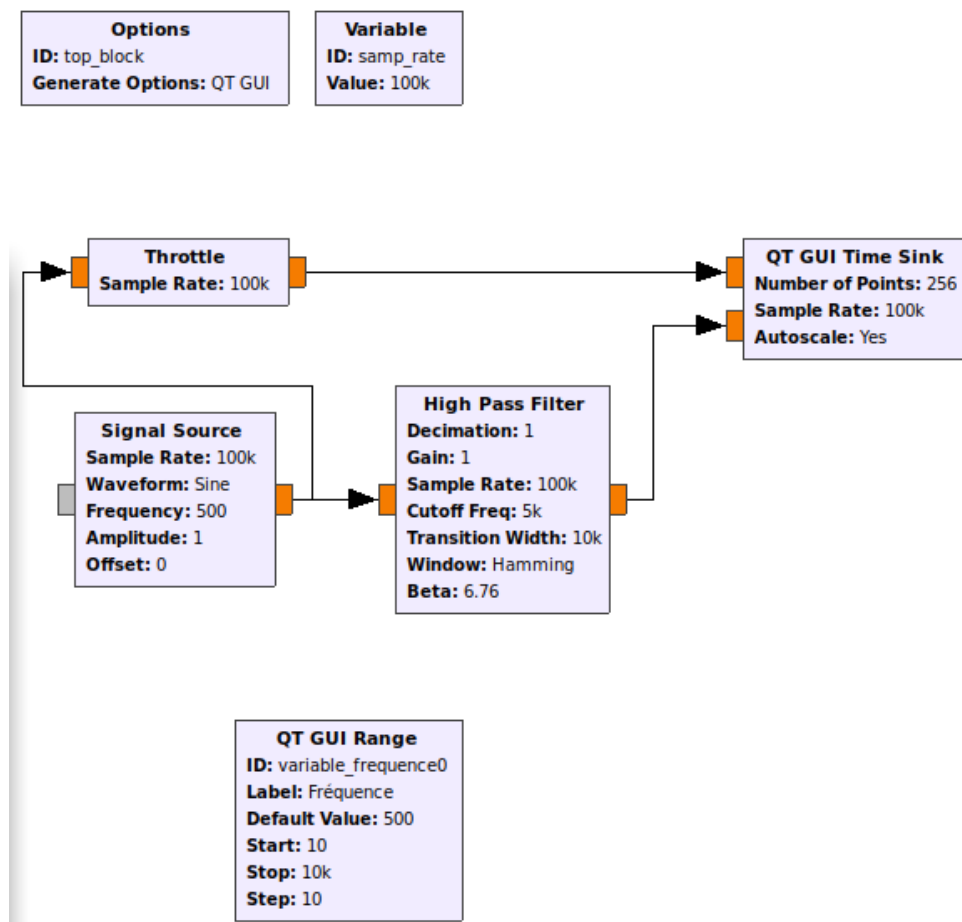 Options
ID: top_block
Generate Options: QT GUI
Variable
ID: samp_rate
Value: 100k
Throttle
Sample Rate: 100k
QT GUI Time Sink
Number of Points: 256
Sample Rate: 100k
Autoscale: Yes
Signal Source
Sample Rate: 100k
Waveform: Sine
Frequency: 500
Amplitude: 1
Offset: 0
High Pass Filter
Decimation: 1
Gain: 1
Sample Rate: 100k
Cutoff Freq: 5k
Transition Width: 10k
Window: Hamming
Beta: 6.76
QT GUI Range
ID: variable_frequence0
Label: Fréquence
Default Value: 500
Start: 10
Stop: 10k
Step: 10